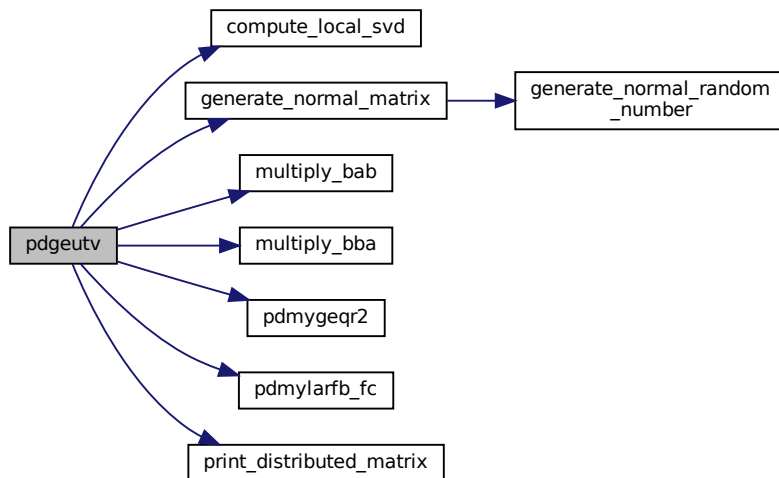 compute_local_svd
generate_normal_matrix
generate_normal_random
_number
multiply_bab
pdgeutv
multiply_bba
pdmygeqr2
pdmylarfb_fc
print_distributed_matrix